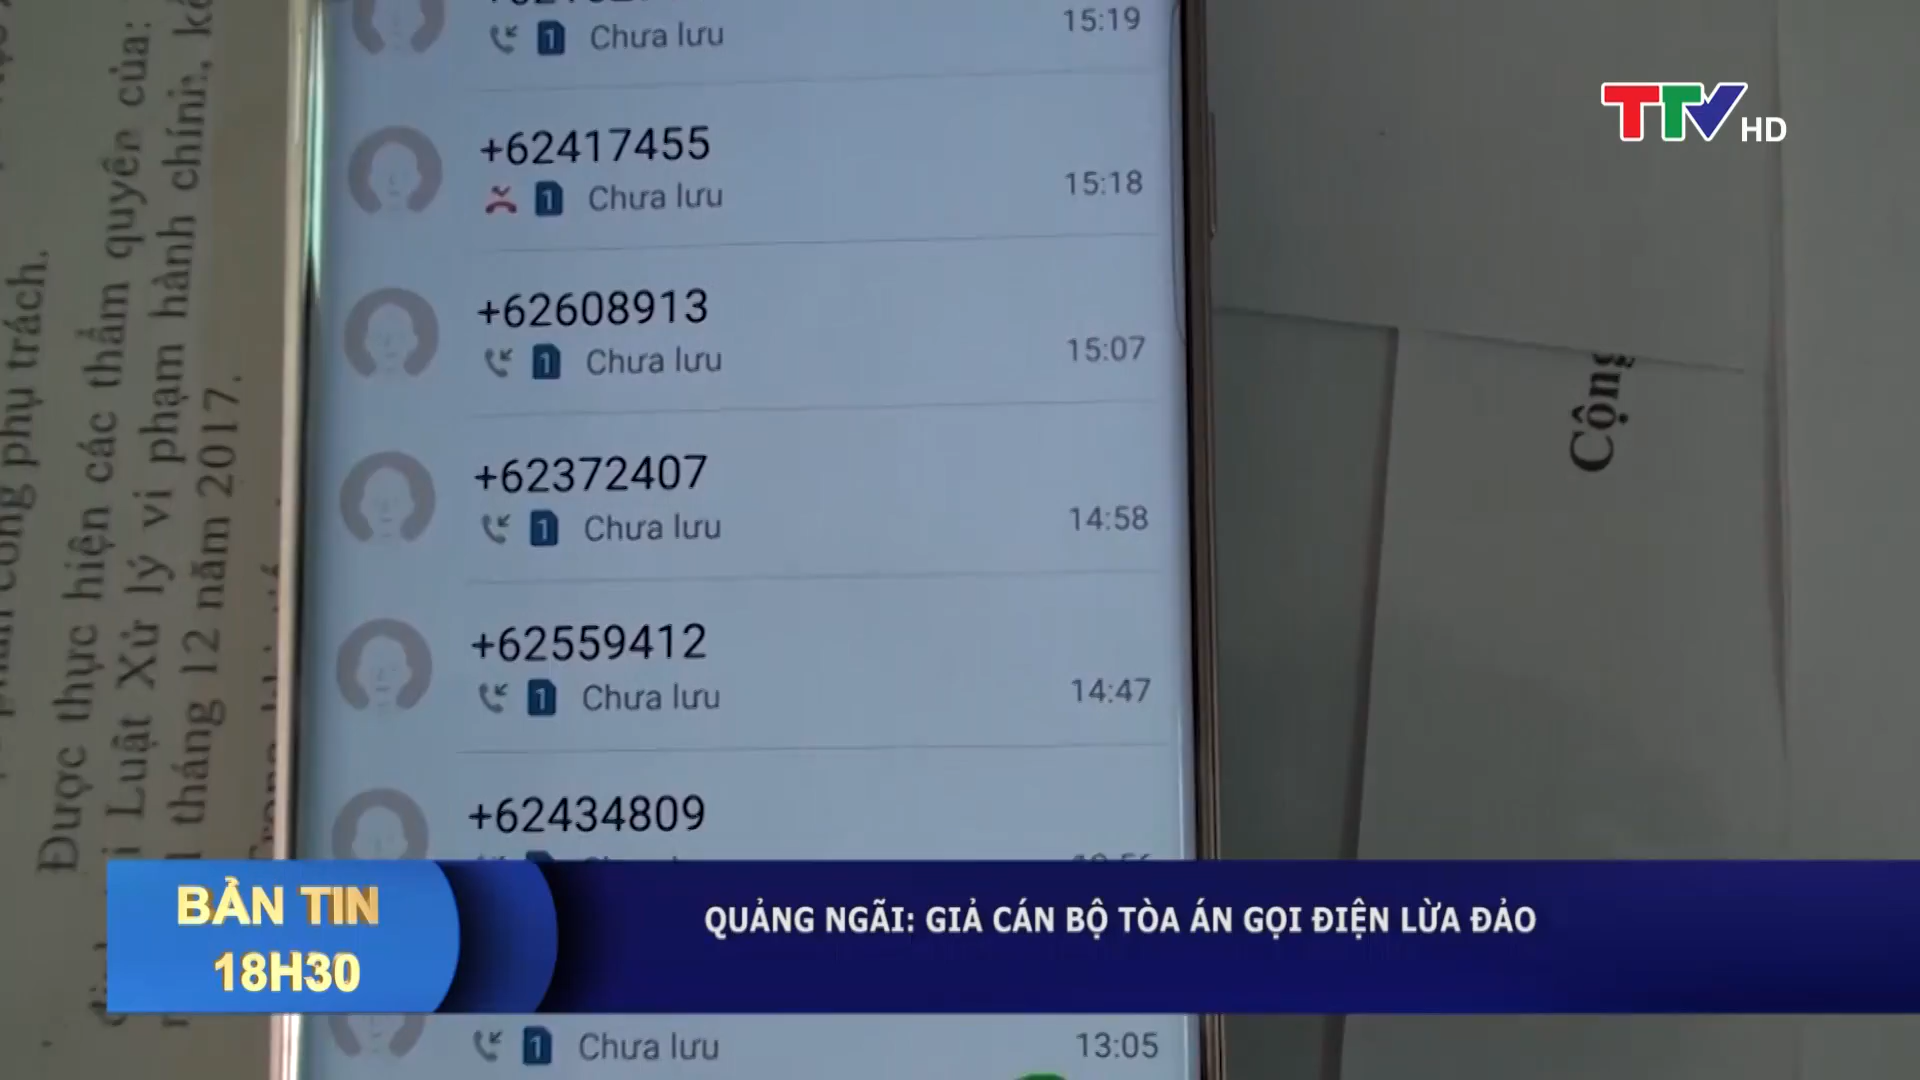 Chưa lưu
15:19
TTV HD
+62417455
Chưa lưu
15:18
+62608913
Chưa lưu
15:07
+62372407
Chưa lưu
14:58
+62559412
Chưa lưu
14:47
+62434809
BẢN TIN
18H30
QUẢNG NGÃI: GIẢ CÁN BỘ TÒA ÁN GỌI ĐIỆN LỪA ĐẢO
Chưa lưu
13:05
công phụ trách.
Được thực hiện các thẩm quyền của:
Luật Xử lý vi phạm hành chính,
tháng 12 năm 2017.
Cộng